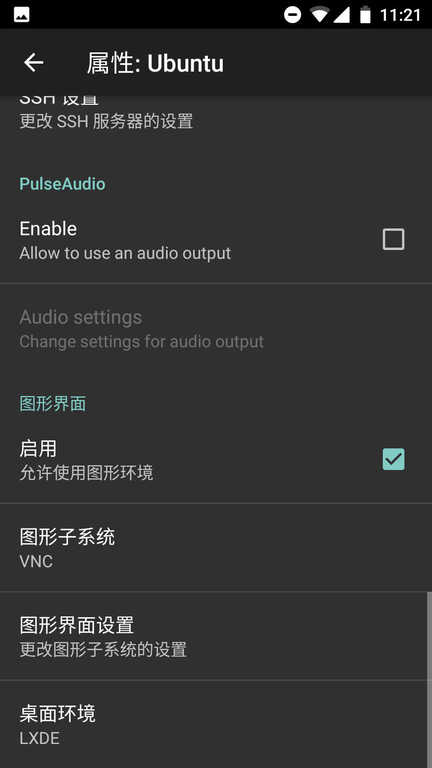 11:21
属性: Ubuntu
SSH 设置
更改 SSH 服务器的设置
PulseAudio
Enable
Allow to use an audio output
Audio settings
Change settings for audio output
图形界面
启用
允许使用图形环境
图形子系统
VNC
图形界面设置
更改图形子系统的设置
桌面环境
LXDE